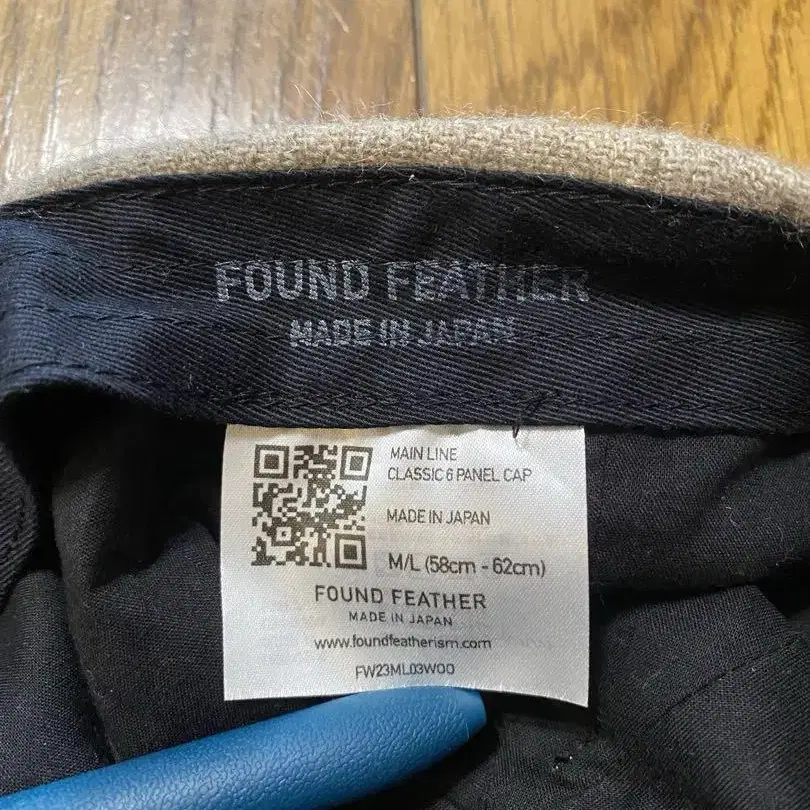 FOUND FEATHER
MADE IN JAPAN
MAIN LINE
CLASSIC 6 PANEL CAP
MADE IN JAPAN
M/L (58cm - 62cm)
FOUND FEATHER
MADE IN JAPAN
www.foundfeatherism.com
FW23ML03WOO